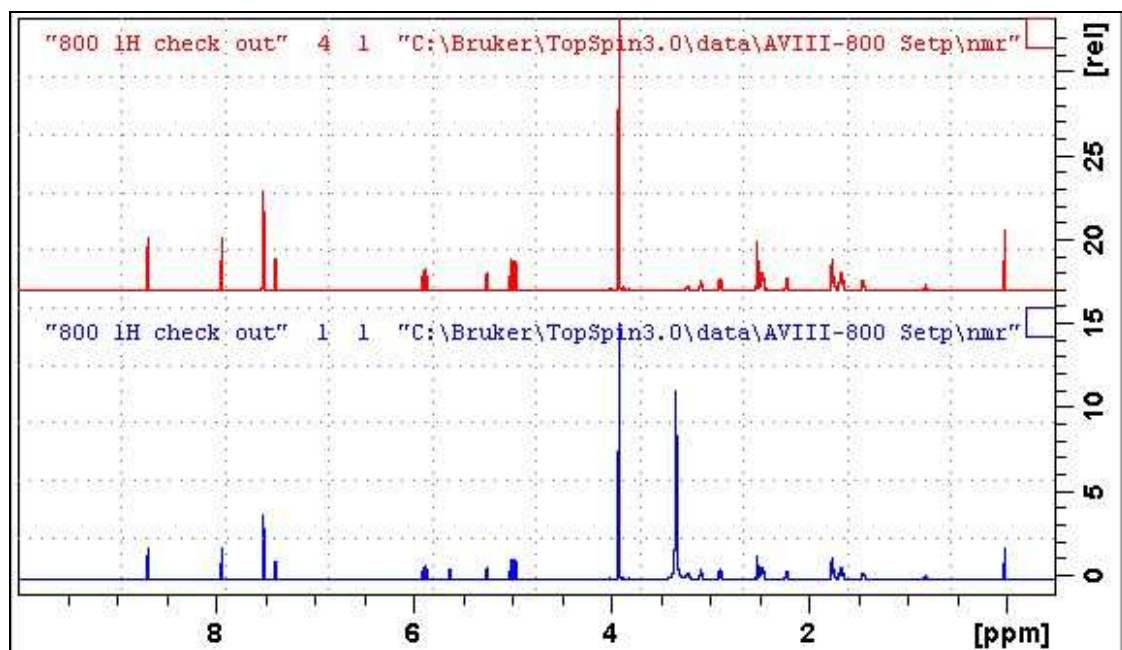 "800 1H check out" 4 1 "C:\Bruker\TopSpin3.0\data\AVIII-800 Setp\nmr"
[rel]
25
20
"800 1H check out" 1 1 "C:\Bruker\TopSpin3.0\data\AVIII-800 Setp\nmr"
15
10
5
0
8 6 4 2 [ppm]